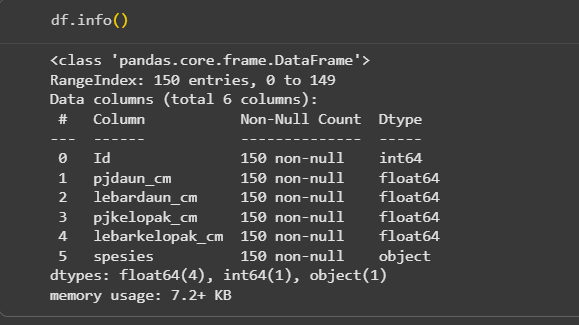 df.info()
<class 'pandas.core.frame.DataFrame'>
RangeIndex: 150 entries, 0 to 149
Data columns (total 6 columns):
 #   Column          Non-Null Count  Dtype
---  ------          --------------  -----
 0   Id              150 non-null    int64
 1   pjdaun_cm       150 non-null    float64
 2   lebardaun_cm    150 non-null    float64
 3   pjkelopak_cm    150 non-null    float64
 4   lebarkelopak_cm  150 non-null    float64
 5   spesies         150 non-null    object
dtypes: float64(4), int64(1), object(1)
memory usage: 7.2+ KB